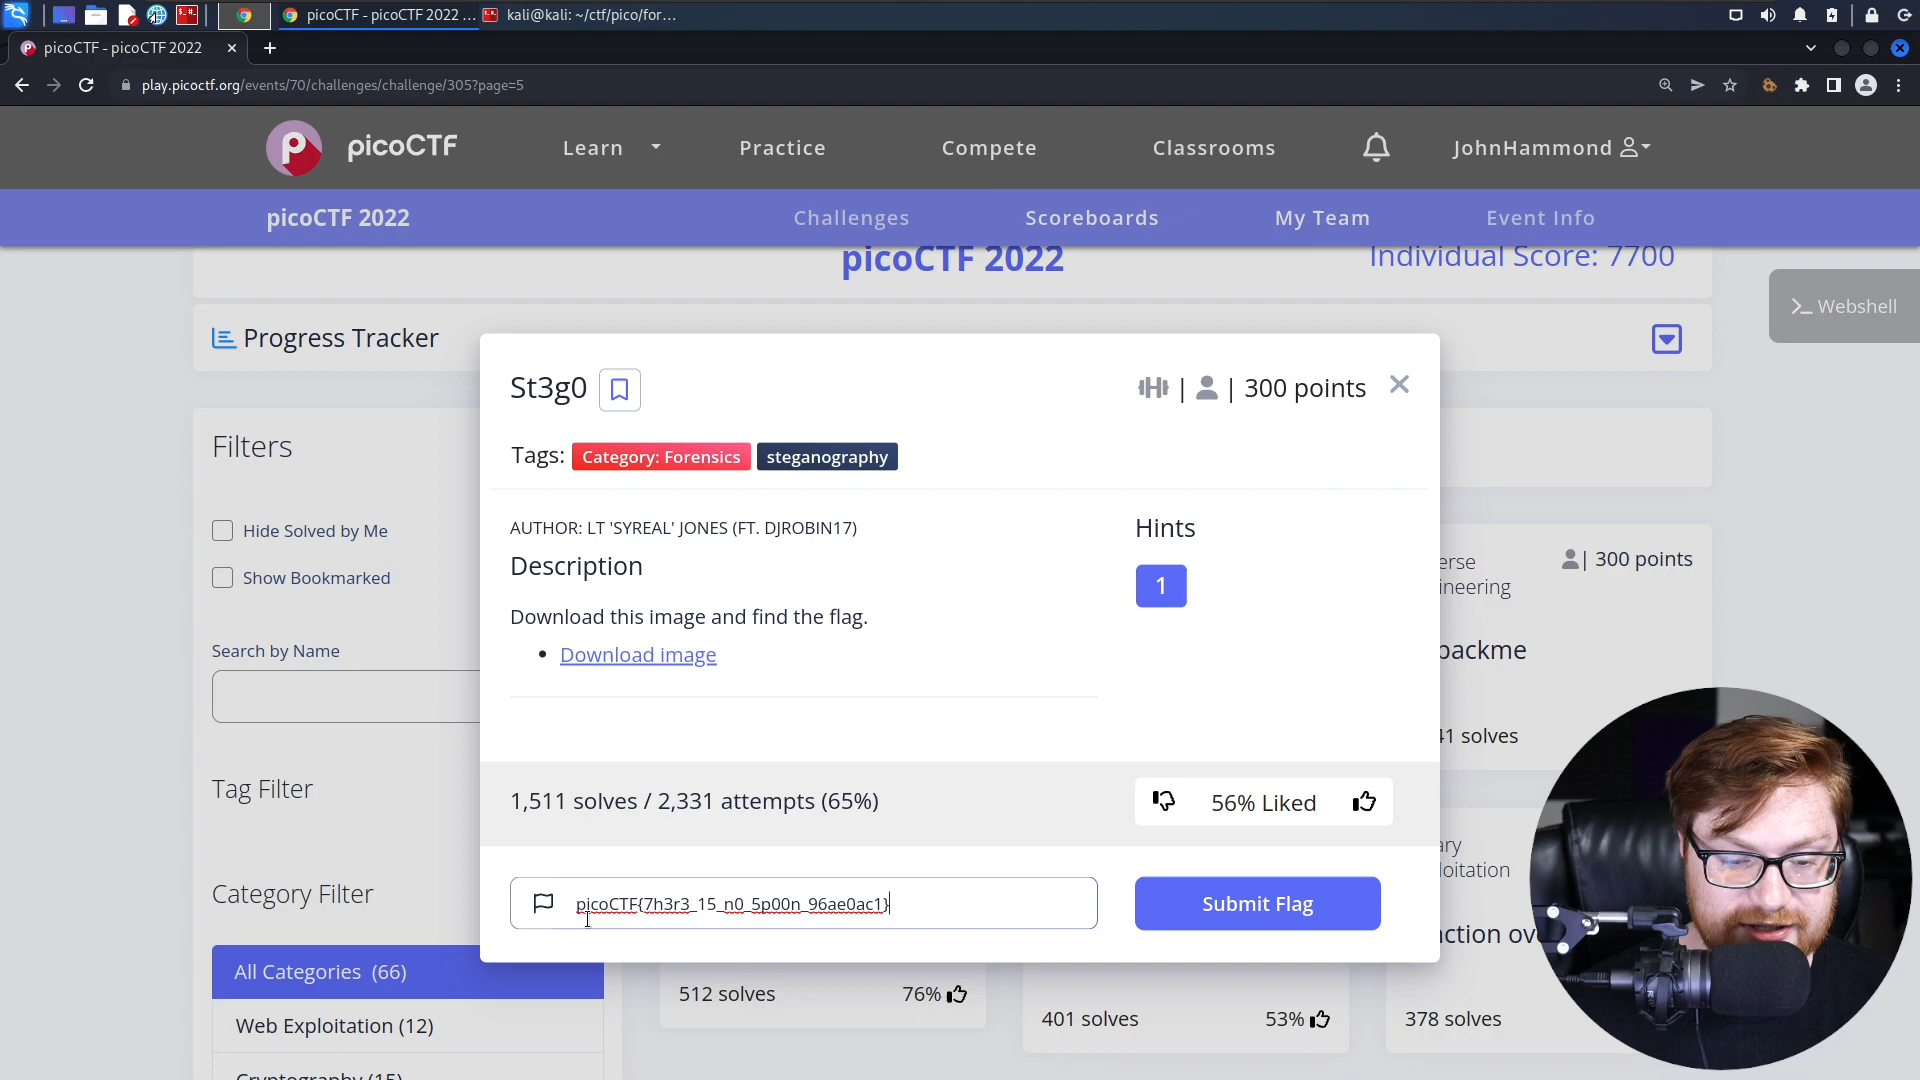 picoCTF - picoCTF 2022 ...
kali@kali: ~/ctf/pico/for...
picoCTF - picoCTF 2022
play.picoctf.org/events/70/challenges/challenge/305?page=5
picoCTF
Learn
Practice
Compete
Classrooms
JohnHammond
picoCTF 2022
Challenges
Scoreboards
My Team
Event Info
picoCTF 2022
Individual Score: 7700
>_ Webshell
Progress Tracker
St3g0
| | 300 points
Tags: Category: Forensics steganography
Filters
AUTHOR: LT 'SYREAL' JONES (FT. DJROBIN17)
Hints
Hide Solved by Me
Description
1
| 300 points
erse
ineering
Show Bookmarked
Download this image and find the flag.
• Download image
Search by Name
packme
41 solves
Tag Filter
1,511 solves / 2,331 attempts (65%)
56% Liked
ary
loitation
Category Filter
picoCTF{7h3r3_15_n0_5p00n_96ae0ac1}
Submit Flag
nction ov
All Categories (66)
512 solves
76%
Web Exploitation (12)
401 solves
53%
378 solves
Cryptography (15)